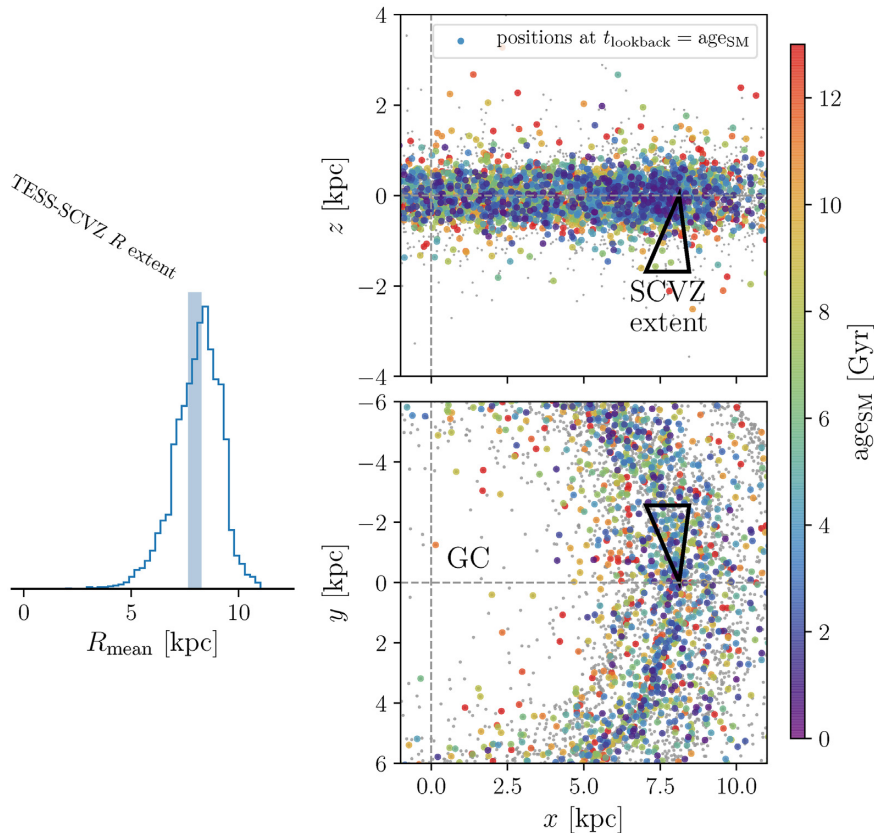 TESS-SCVZ R extent
0
5
10
R_mean [kpc]
positions at t_lookback = age_SM
4
2
0
−2
−4
z [kpc]
SCVZ
extent
−6
−4
−2
0
2
4
6
y [kpc]
GC
0.0
2.5
5.0
7.5
10.0
x [kpc]
12
10
8
6
4
2
0
age_SM [Gyr]